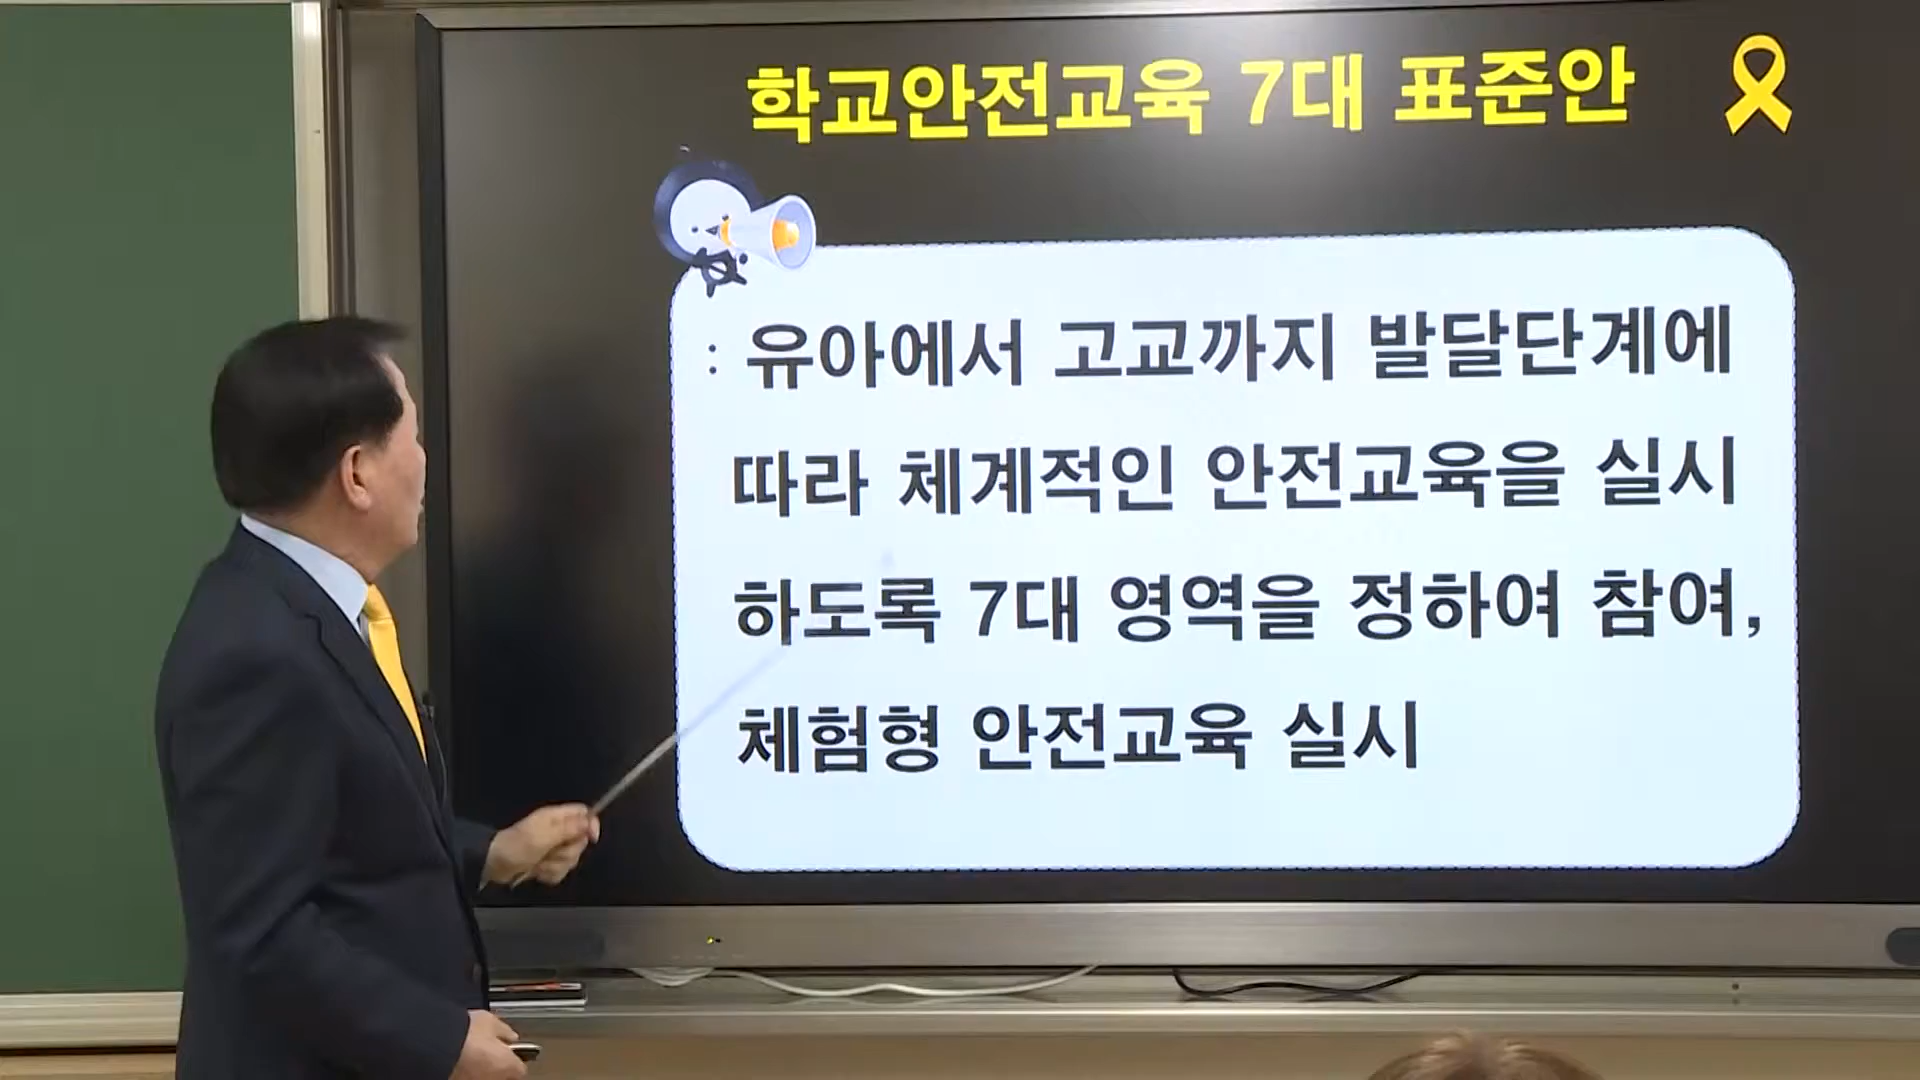 학교안전교육 7대 표준안
: 유아에서 고교까지 발달단계에
따라 체계적인 안전교육을 실시
하도록 7대 영역을 정하여 참여,
체험형 안전교육 실시